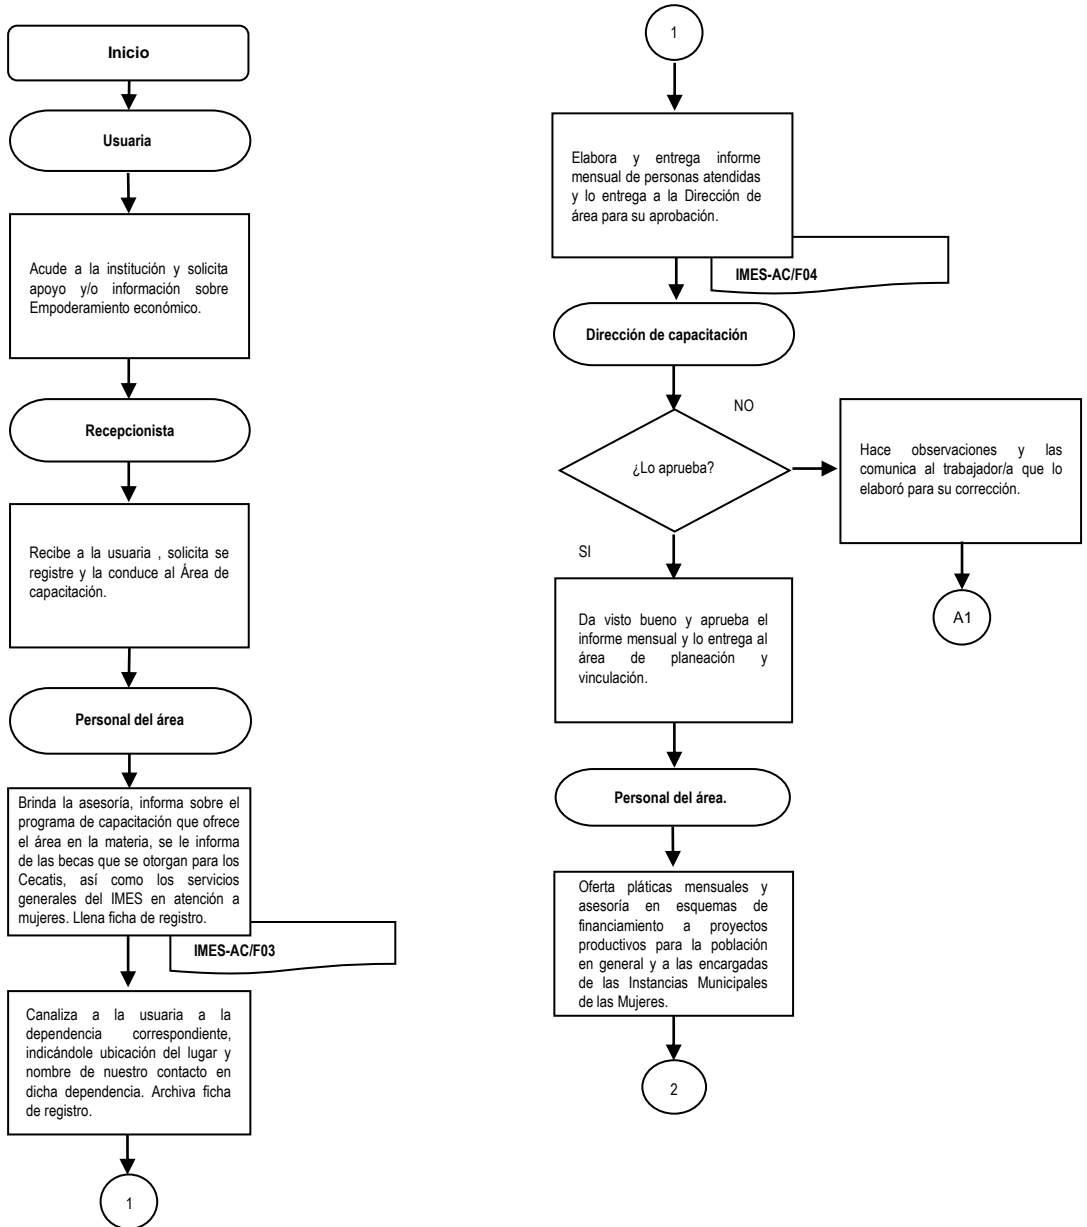 Inicio
Usuaria
Acude a la institución y solicita
apoyo y/o información sobre
Empoderamiento económico.
Recepcionista
Recibe a la usuaria , solicita se
registre y la conduce al Área de
capacitación.
Personal del área
Brinda la asesoría, informa sobre el
programa de capacitación que ofrece
el área en la materia, se le informa
de las becas que se otorgan para los
Cecatis, así como los servicios
generales del IMES en atención a
mujeres. Llena ficha de registro.
IMES-AC/F03
Canaliza a la usuaria a la
dependencia correspondiente,
indicándole ubicación del lugar y
nombre de nuestro contacto en
dicha dependencia. Archiva ficha
de registro.
1
1
Elabora y entrega informe
mensual de personas atendidas
y lo entrega a la Dirección de
área para su aprobación.
IMES-AC/F04
Dirección de capacitación
¿Lo aprueba?
NO
Hace observaciones y las
comunica al trabajador/a que lo
elaboró para su corrección.
A1
SI
Da visto bueno y aprueba el
informe mensual y lo entrega al
área de planeación y
vinculación.
Personal del área.
Oferta pláticas mensuales y
asesoría en esquemas de
financiamiento a proyectos
productivos para la población
en general y a las encargadas
de las Instancias Municipales
de las Mujeres.
2